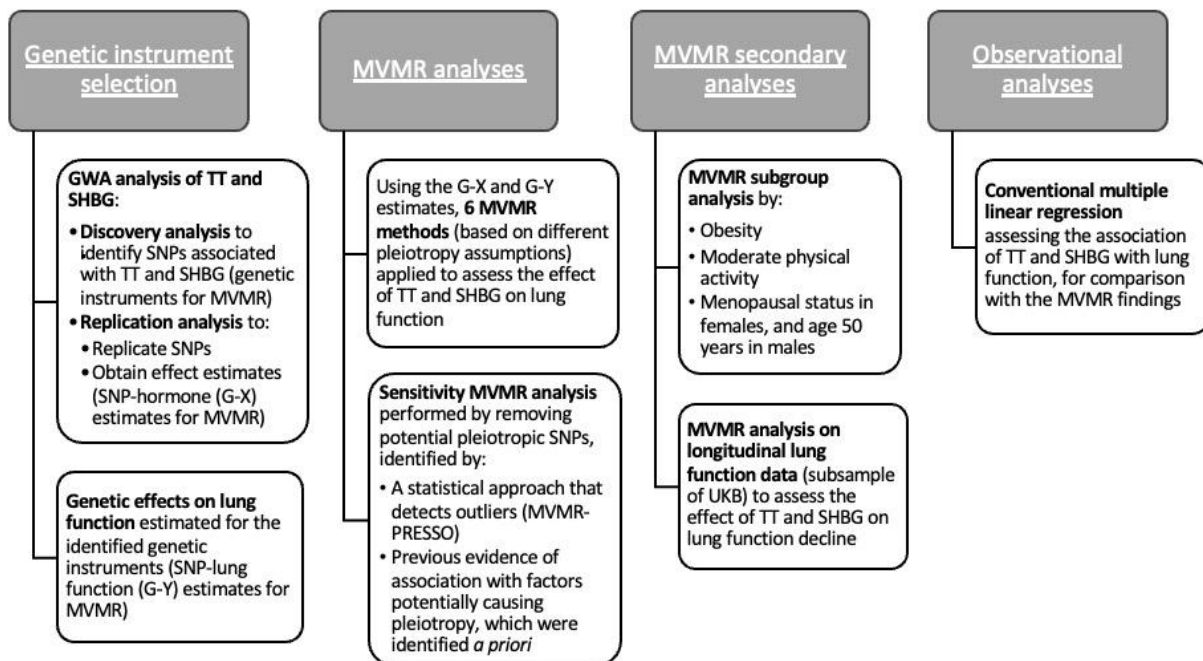 Genetic instrument
selection
GWA analysis of TT and
SHBG:
• Discovery analysis to
identify SNPs associated
with TT and SHBG (genetic
instruments for MVMR)
• Replication analysis to:
• Replicate SNPs
• Obtain effect estimates
(SNP-hormone (G-X)
estimates for MVMR)
Genetic effects on lung
function estimated for the
identified genetic
instruments (SNP-lung
function (G-Y) estimates for
MVMR)
MVMR analyses
Using the G-X and G-Y
estimates, 6 MVMR
methods (based on different
pleiotropy assumptions)
applied to assess the effect
of TT and SHBG on lung
function
Sensitivity MVMR analysis
performed by removing
potential pleiotropic SNPs,
identified by:
• A statistical approach that
detects outliers (MVMR-
PRESSO)
• Previous evidence of
association with factors
potentially causing
pleiotropy, which were
identified a priori
MVMR secondary
analyses
MVMR subgroup
analysis by:
• Obesity
• Moderate physical
activity
• Menopausal status in
females, and age 50
years in males
MVMR analysis on
longitudinal lung
function data (subsample
of UKB) to assess the
effect of TT and SHBG on
lung function decline
Observational
analyses
Conventional multiple
linear regression
assessing the association
of TT and SHBG with lung
function, for comparison
with the MVMR findings